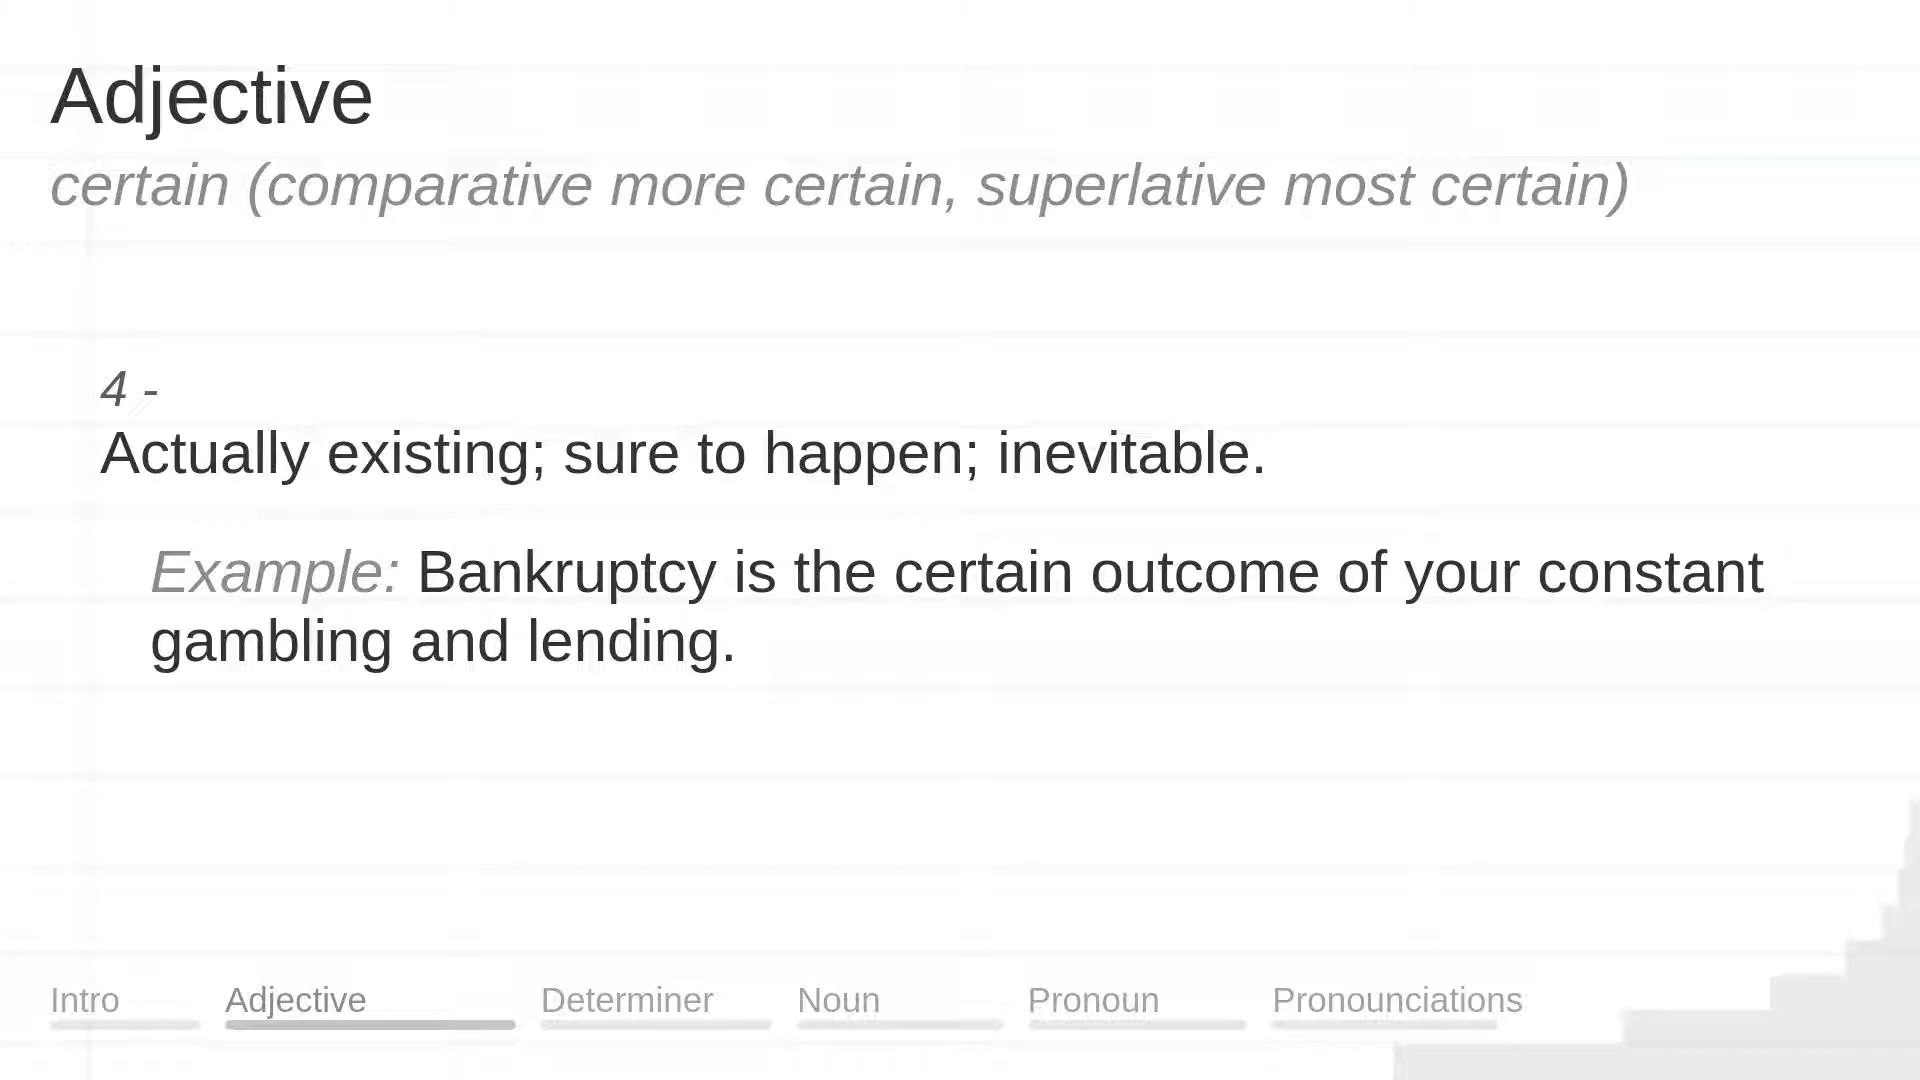 Adjective
certain (comparative more certain, superlative most certain)
4 -
Actually existing; sure to happen; inevitable.
Example: Bankruptcy is the certain outcome of your constant
gambling and lending.
Intro Adjective Determiner Noun Pronoun Pronounciations